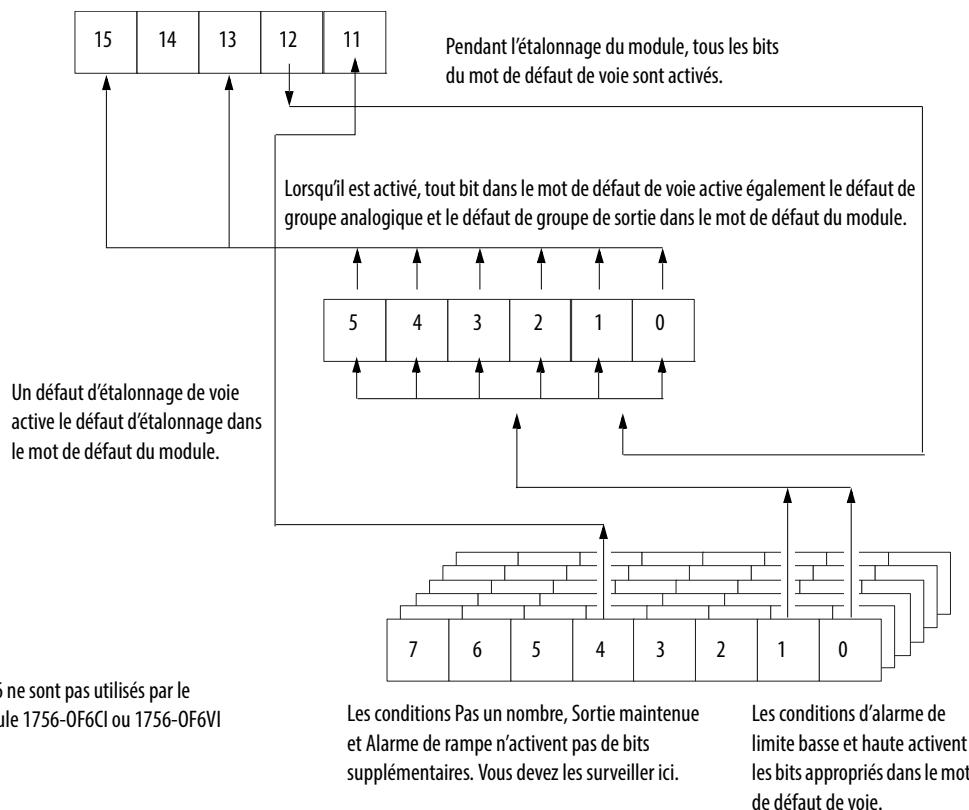 15 14 13 12 11
Pendant l'étalonnage du module, tous les bits
du mot de défaut de voie sont activés.
Lorsqu'il est activé, tout bit dans le mot de défaut de voie active également le défaut de
groupe analogique et le défaut de groupe de sortie dans le mot de défaut du module.
5 4 3 2 1 0
Un défaut d'étalonnage de voie
active le défaut d'étalonnage dans
le mot de défaut du module.
7 6 5 4 3 2 1 0
6 ne sont pas utilisés par le
ule 1756-OF6CI ou 1756-OF6VI
Les conditions Pas un nombre, Sortie maintenue
et Alarme de rampe n'activent pas de bits
supplémentaires. Vous devez les surveiller ici.
Les conditions d'alarme de
limite basse et haute activent
les bits appropriés dans le mot
de défaut de voie.